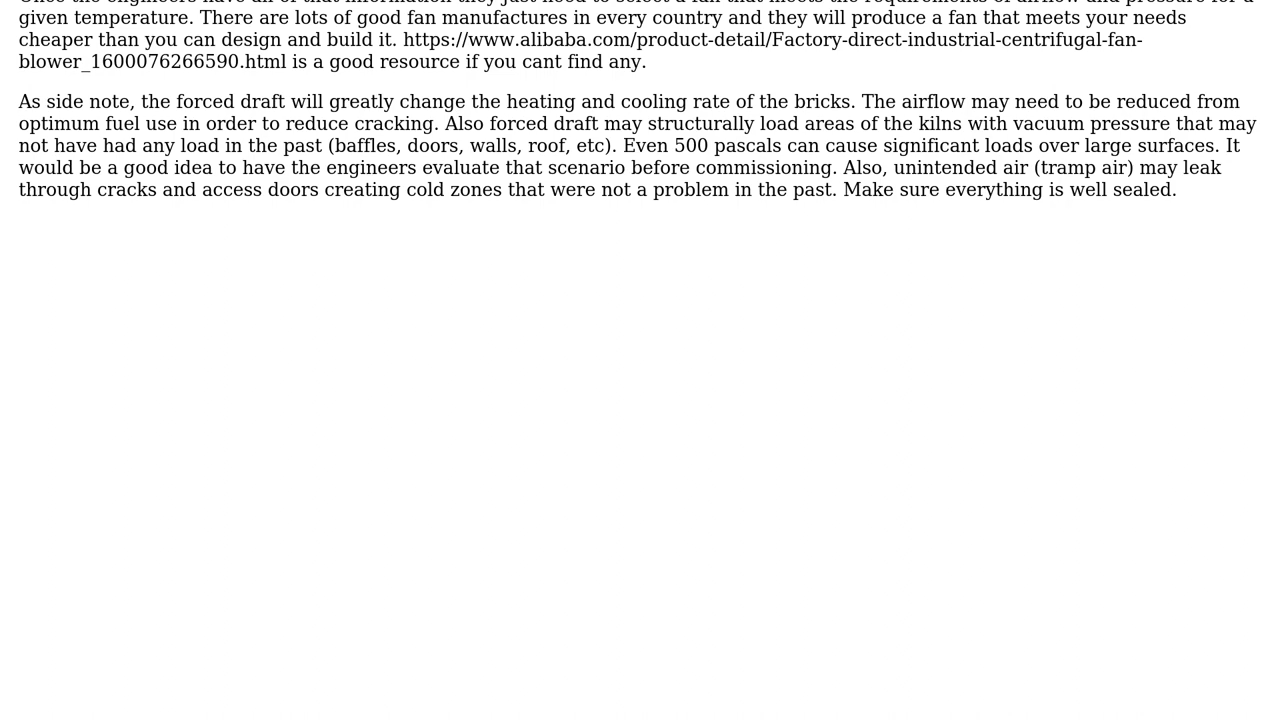 given temperature. There are lots of good fan manufactures in every country and they will produce a fan that meets your needs
cheaper than you can design and build it. https://www.alibaba.com/product-detail/Factory-direct-industrial-centrifugal-fan-
blower_1600076266590.html is a good resource if you cant find any.
As side note, the forced draft will greatly change the heating and cooling rate of the bricks. The airflow may need to be reduced from
optimum fuel use in order to reduce cracking. Also forced draft may structurally load areas of the kilns with vacuum pressure that may
not have had any load in the past (baffles, doors, walls, roof, etc). Even 500 pascals can cause significant loads over large surfaces. It
would be a good idea to have the engineers evaluate that scenario before commissioning. Also, unintended air (tramp air) may leak
through cracks and access doors creating cold zones that were not a problem in the past. Make sure everything is well sealed.